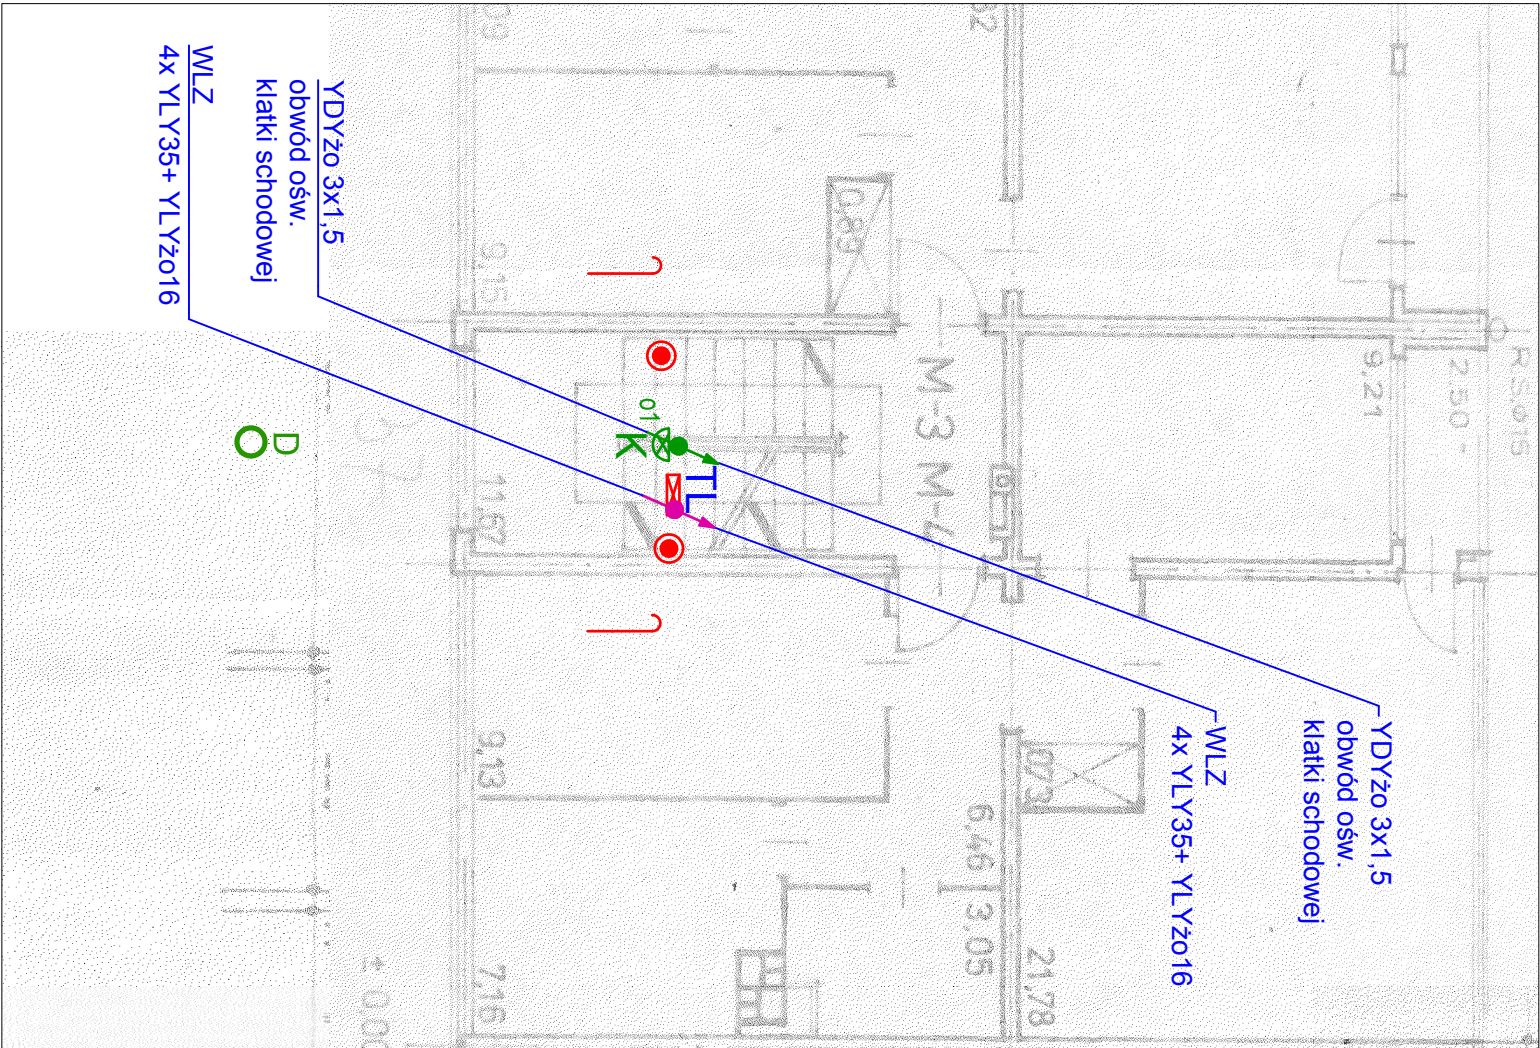 YDYżo 3x1,5
obwód ośw.
klatki schodowej
WLZ
4x YLY35+ YLYżo16
YDYżo 3x1,5
obwód ośw.
klatki schodowej
WLZ
4x YLY35+ YLYżo16
TL
K
01
D
M-3
M-4
0,89
9,15
11,57
9,13
7,16
9,21
2,50
6,46
3,05
21,78
0,73